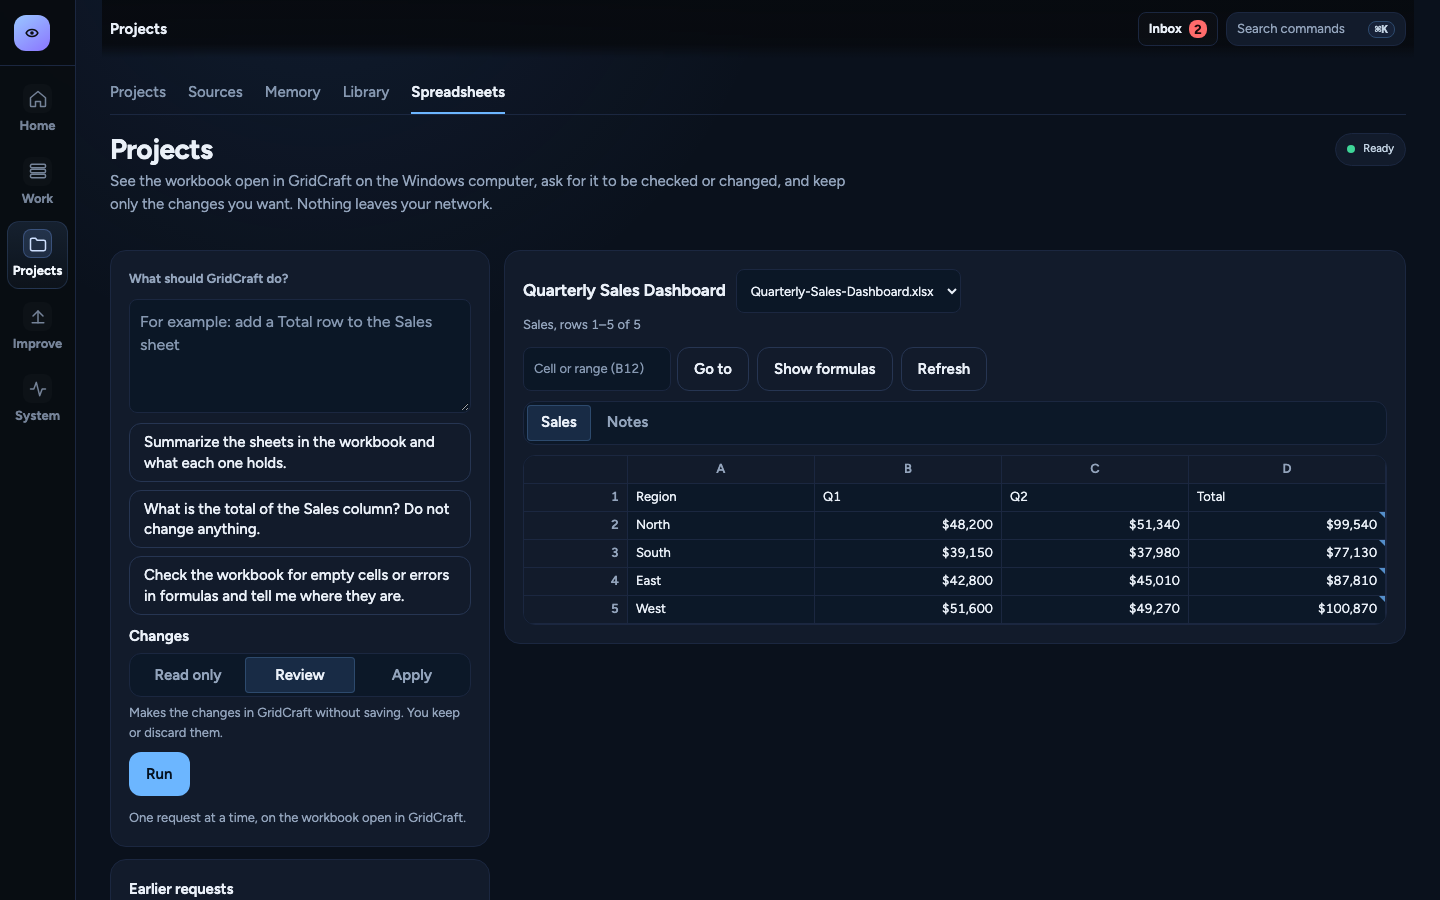 Projects
Inbox 2
Search commands ⌘K
Home
Work
Projects
Improve
System
Projects Sources Memory Library Spreadsheets
Projects
Ready
See the workbook open in GridCraft on the Windows computer, ask for it to be checked or changed, and keep
only the changes you want. Nothing leaves your network.
What should GridCraft do?
For example: add a Total row to the Sales
sheet
Summarize the sheets in the workbook and
what each one holds.
What is the total of the Sales column? Do not
change anything.
Check the workbook for empty cells or errors
in formulas and tell me where they are.
Changes
Read only Review Apply
Makes the changes in GridCraft without saving. You keep
or discard them.
Run
One request at a time, on the workbook open in GridCraft.
Earlier requests
Quarterly Sales Dashboard Quarterly-Sales-Dashboard.xlsx
Sales, rows 1–5 of 5
Cell or range (B12) Go to Show formulas Refresh
Sales Notes
A B C D
1 Region Q1 Q2 Total
2 North $48,200 $51,340 $99,540
3 South $39,150 $37,980 $77,130
4 East $42,800 $45,010 $87,810
5 West $51,600 $49,270 $100,870